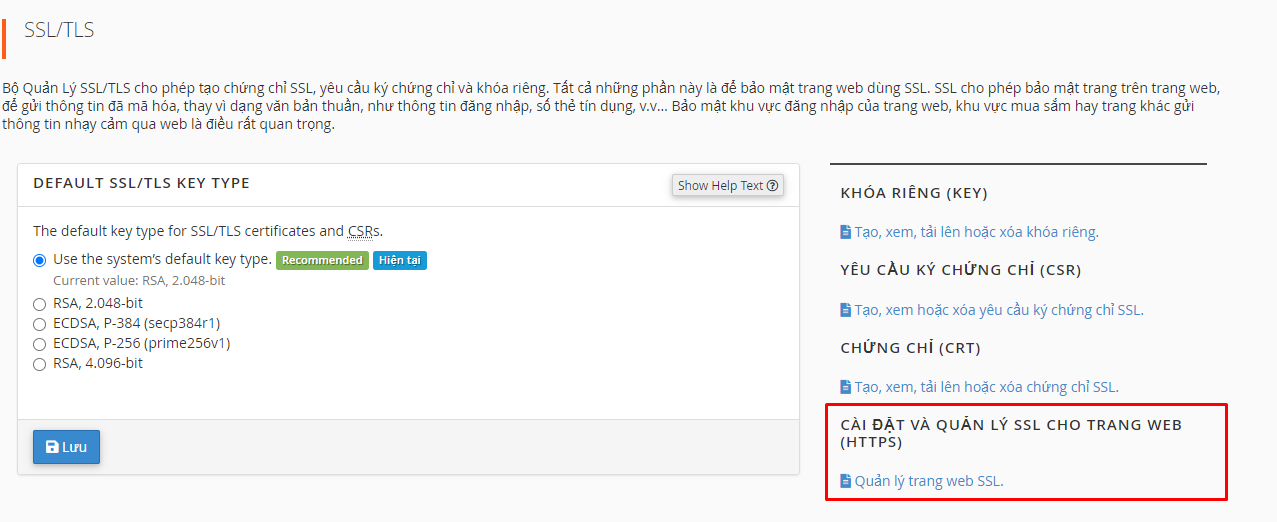 SSL/TLS
Bộ Quản Lý SSL/TLS cho phép tạo chứng chỉ SSL, yêu cầu ký chứng chỉ và khóa riêng. Tất cả những phần này là để bảo mật trang web dùng SSL. SSL cho phép bảo mật trang trên trang web,
để gửi thông tin đã mã hóa, thay vì dạng văn bản thuần, như thông tin đăng nhập, số thẻ tín dụng, v.v... Bảo mật khu vực đăng nhập của trang web, khu vực mua sắm hay trang khác gửi
thông tin nhạy cảm qua web là điều rất quan trọng.
DEFAULT SSL/TLS KEY TYPE
Show Help Text
The default key type for SSL/TLS certificates and CSRs.
Use the system’s default key type. Recommended Hiện tại
Current value: RSA, 2.048-bit
RSA, 2.048-bit
ECDSA, P-384 (secp384r1)
ECDSA, P-256 (prime256v1)
RSA, 4.096-bit
Lưu
KHÓA RIÊNG (KEY)
Tạo, xem, tải lên hoặc xóa khóa riêng.
YÊU CẦU KÝ CHỨNG CHỈ (CSR)
Tạo, xem hoặc xóa yêu cầu ký chứng chỉ SSL.
CHỨNG CHỈ (CRT)
Tạo, xem, tải lên hoặc xóa chứng chỉ SSL.
CÀI ĐẶT VÀ QUẢN LÝ SSL CHO TRANG WEB
(HTTPS)
Quản lý trang web SSL.